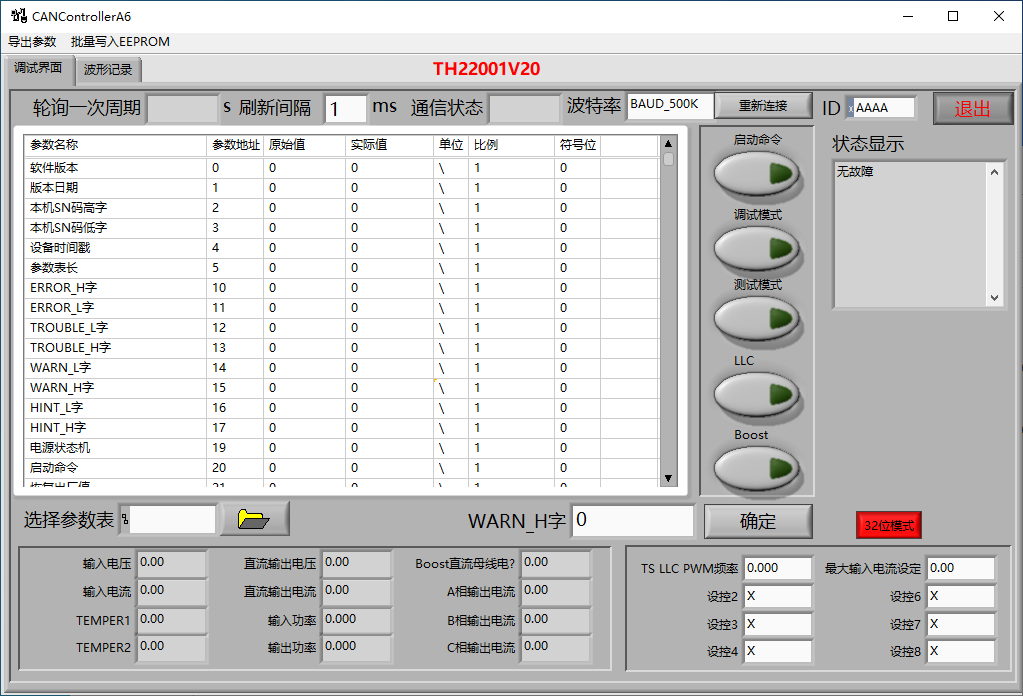 CANControllerA6
导出参数 批量写入EEPROM
调试界面 波形记录 TH22001V20
轮询一次周期 s 刷新间隔 1 ms 通信状态 波特率 BAUD_500K 重新连接 ID x AAAA 退出
参数名称 参数地址 原始值 实际值 单位 比例 符号位
软件版本 0 0 0 \ 1 0
版本日期 1 0 0 \ 1 0
本机SN码高字 2 0 0 \ 1 0
本机SN码低字 3 0 0 \ 1 0
设备时间戳 4 0 0 \ 1 0
参数表长 5 0 0 \ 1 0
ERROR_H字 10 0 0 \ 1 0
ERROR_L字 11 0 0 \ 1 0
TROUBLE_L字 12 0 0 \ 1 0
TROUBLE_H字 13 0 0 \ 1 0
WARN_L字 14 0 0 \ 1 0
WARN_H字 15 0 0 \ 1 0
HINT_L字 16 0 0 \ 1 0
HINT_H字 17 0 0 \ 1 0
电源状态机 19 0 0 \ 1 0
启动命令 20 0 0 \ 1 0
启动命令
调试模式
测试模式
LLC
Boost
状态显示
无故障
选择参数表 WARN_H字 0 确定 32位模式
输入电压 0.00 直流输出电压 0.00 Boost直流母线电? 0.00
输入电流 0.00 直流输出电流 0.00 A相输出电流 0.00
TEMPER1 0.00 输入功率 0.000 B相输出电流 0.00
TEMPER2 0.00 输出功率 0.000 C相输出电流 0.00
TS LLC PWM频率 0.000 最大输入电流设定 0.00
设控2 X 设控6 X
设控3 X 设控7 X
设控4 X 设控8 X